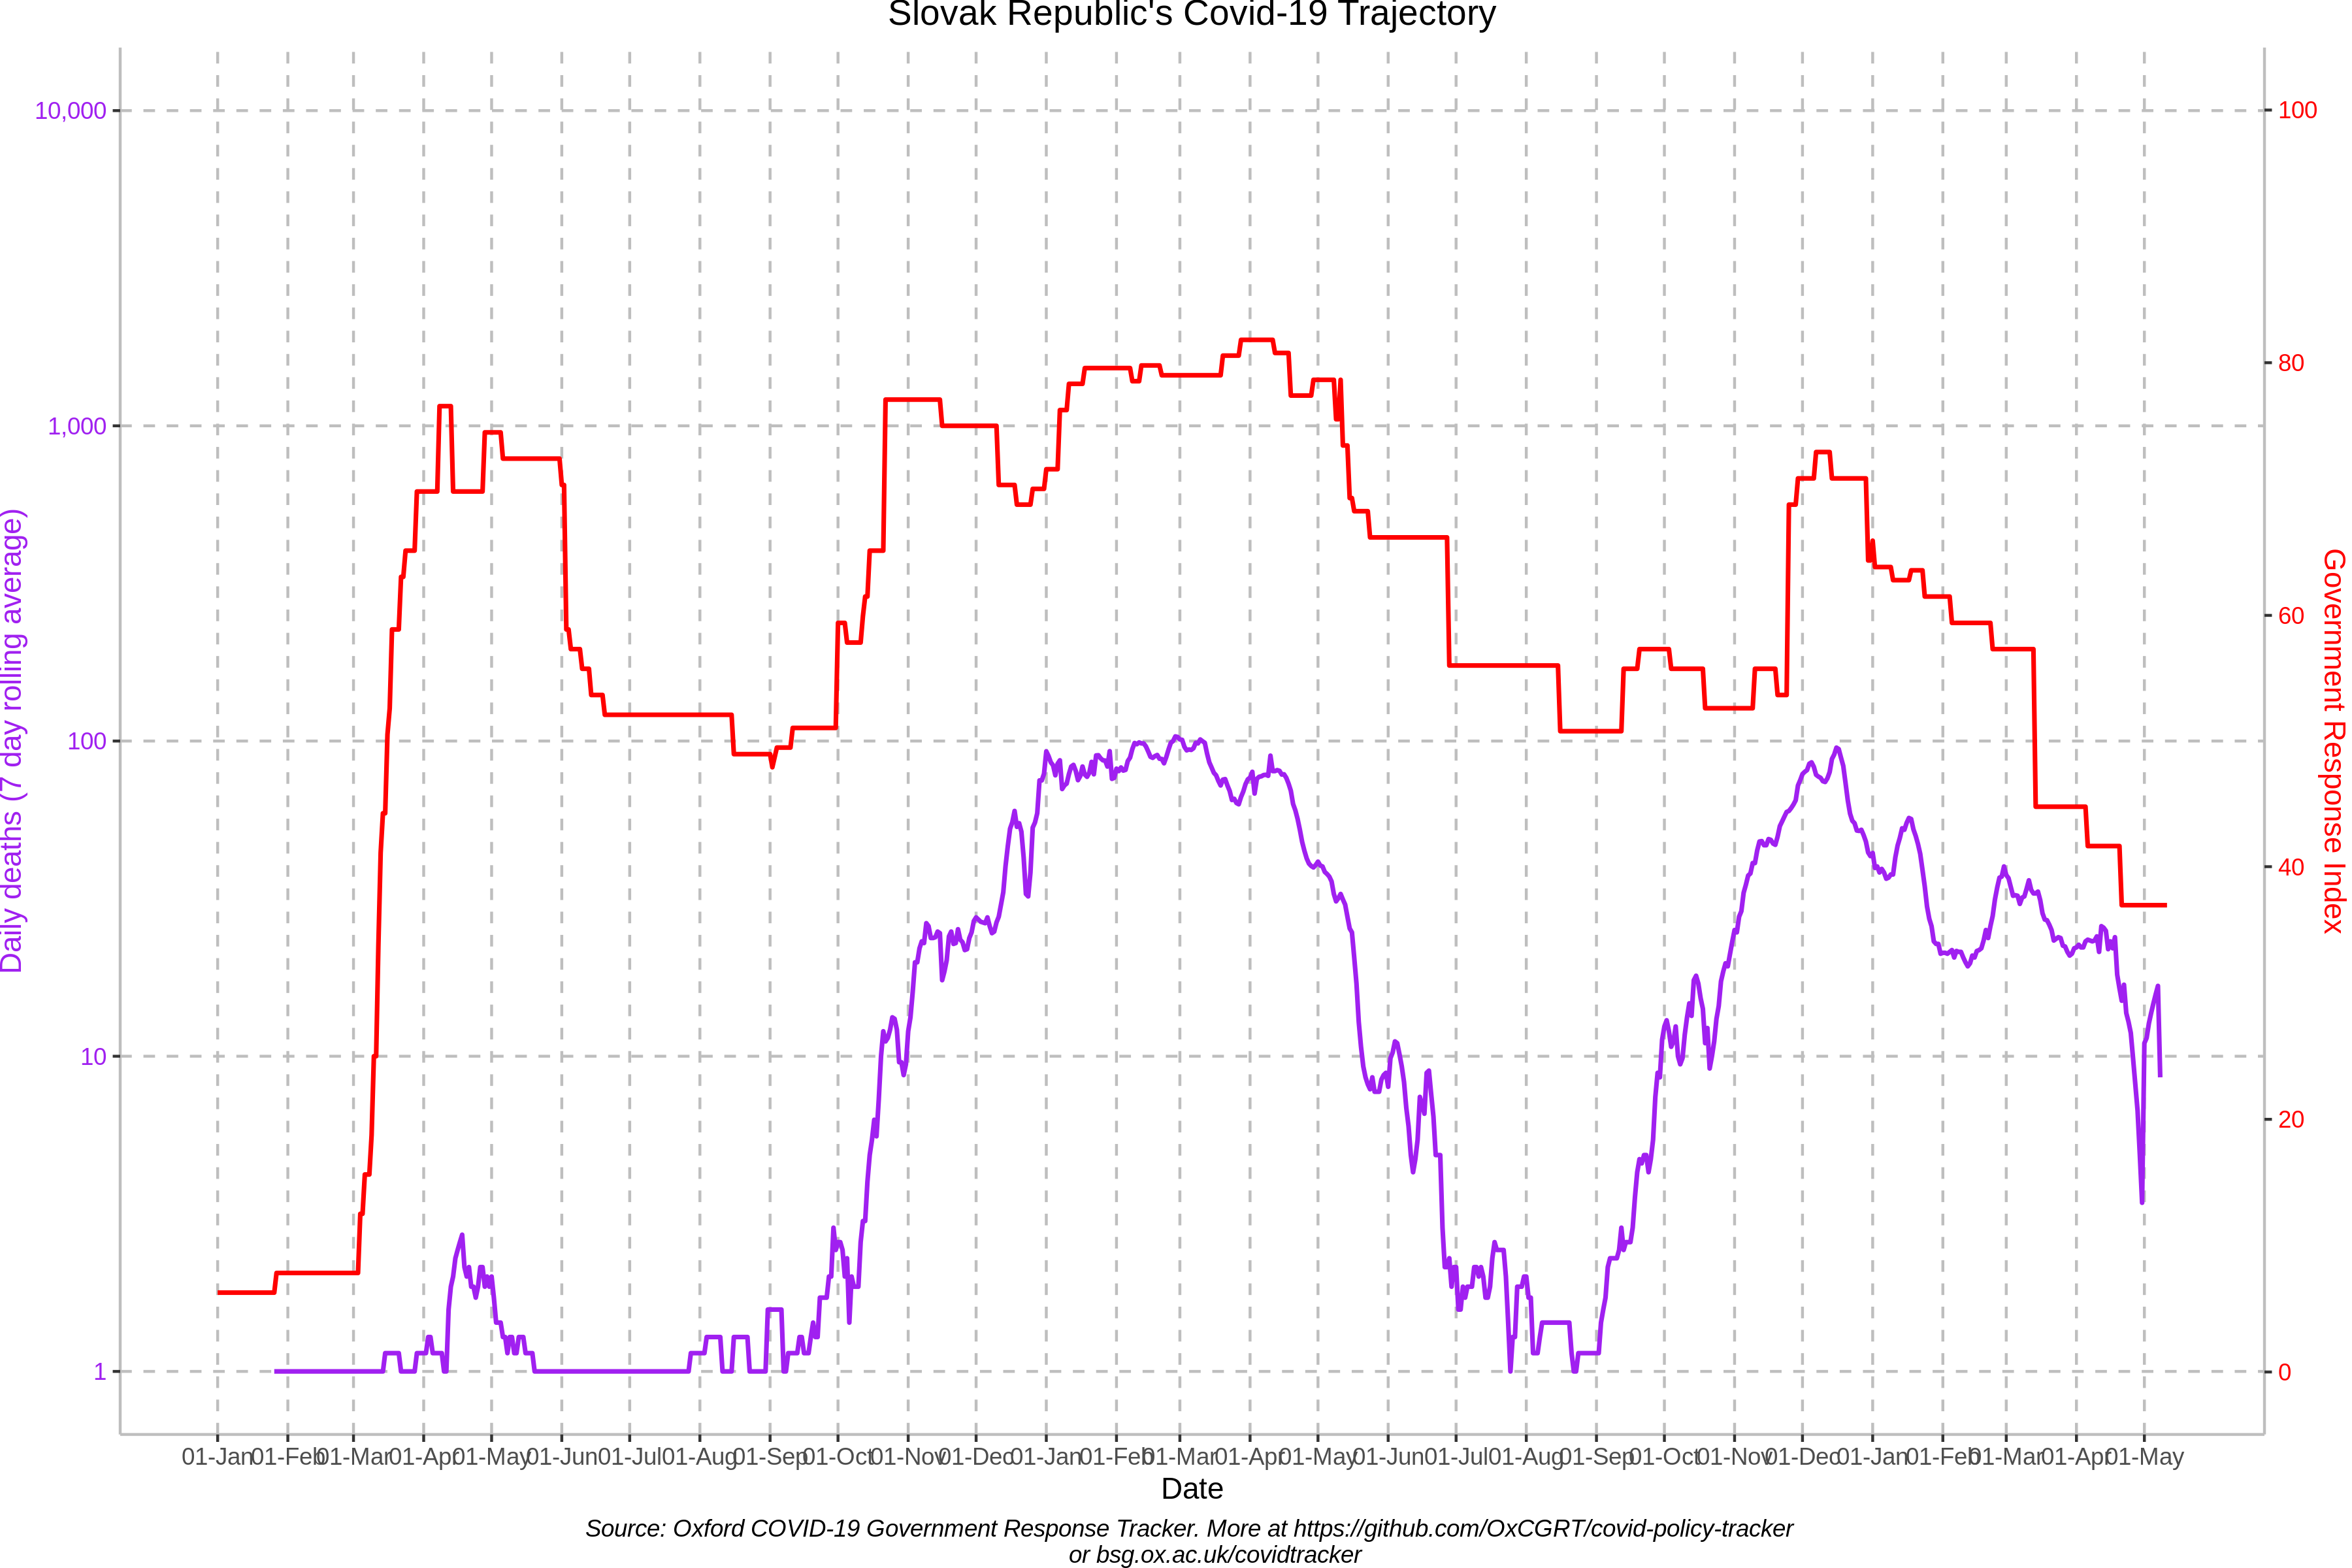 Slovak Republic's Covid-19 Trajectory
10,000
1,000
100
10
1
Daily deaths (7 day rolling average)
100
80
60
40
20
0
Government Response Index
01-Jan 01-Feb 01-Mar 01-Apr 01-May 01-Jun 01-Jul 01-Aug 01-Sep 01-Oct 01-Nov 01-Dec 01-Jan 01-Feb 01-Mar 01-Apr 01-May 01-Jun 01-Jul 01-Aug 01-Sep 01-Oct 01-Nov 01-Dec 01-Jan 01-Feb 01-Mar 01-Apr 01-May
Date
Source: Oxford COVID-19 Government Response Tracker. More at https://github.com/OxCGRT/covid-policy-tracker
or bsg.ox.ac.uk/covidtracker